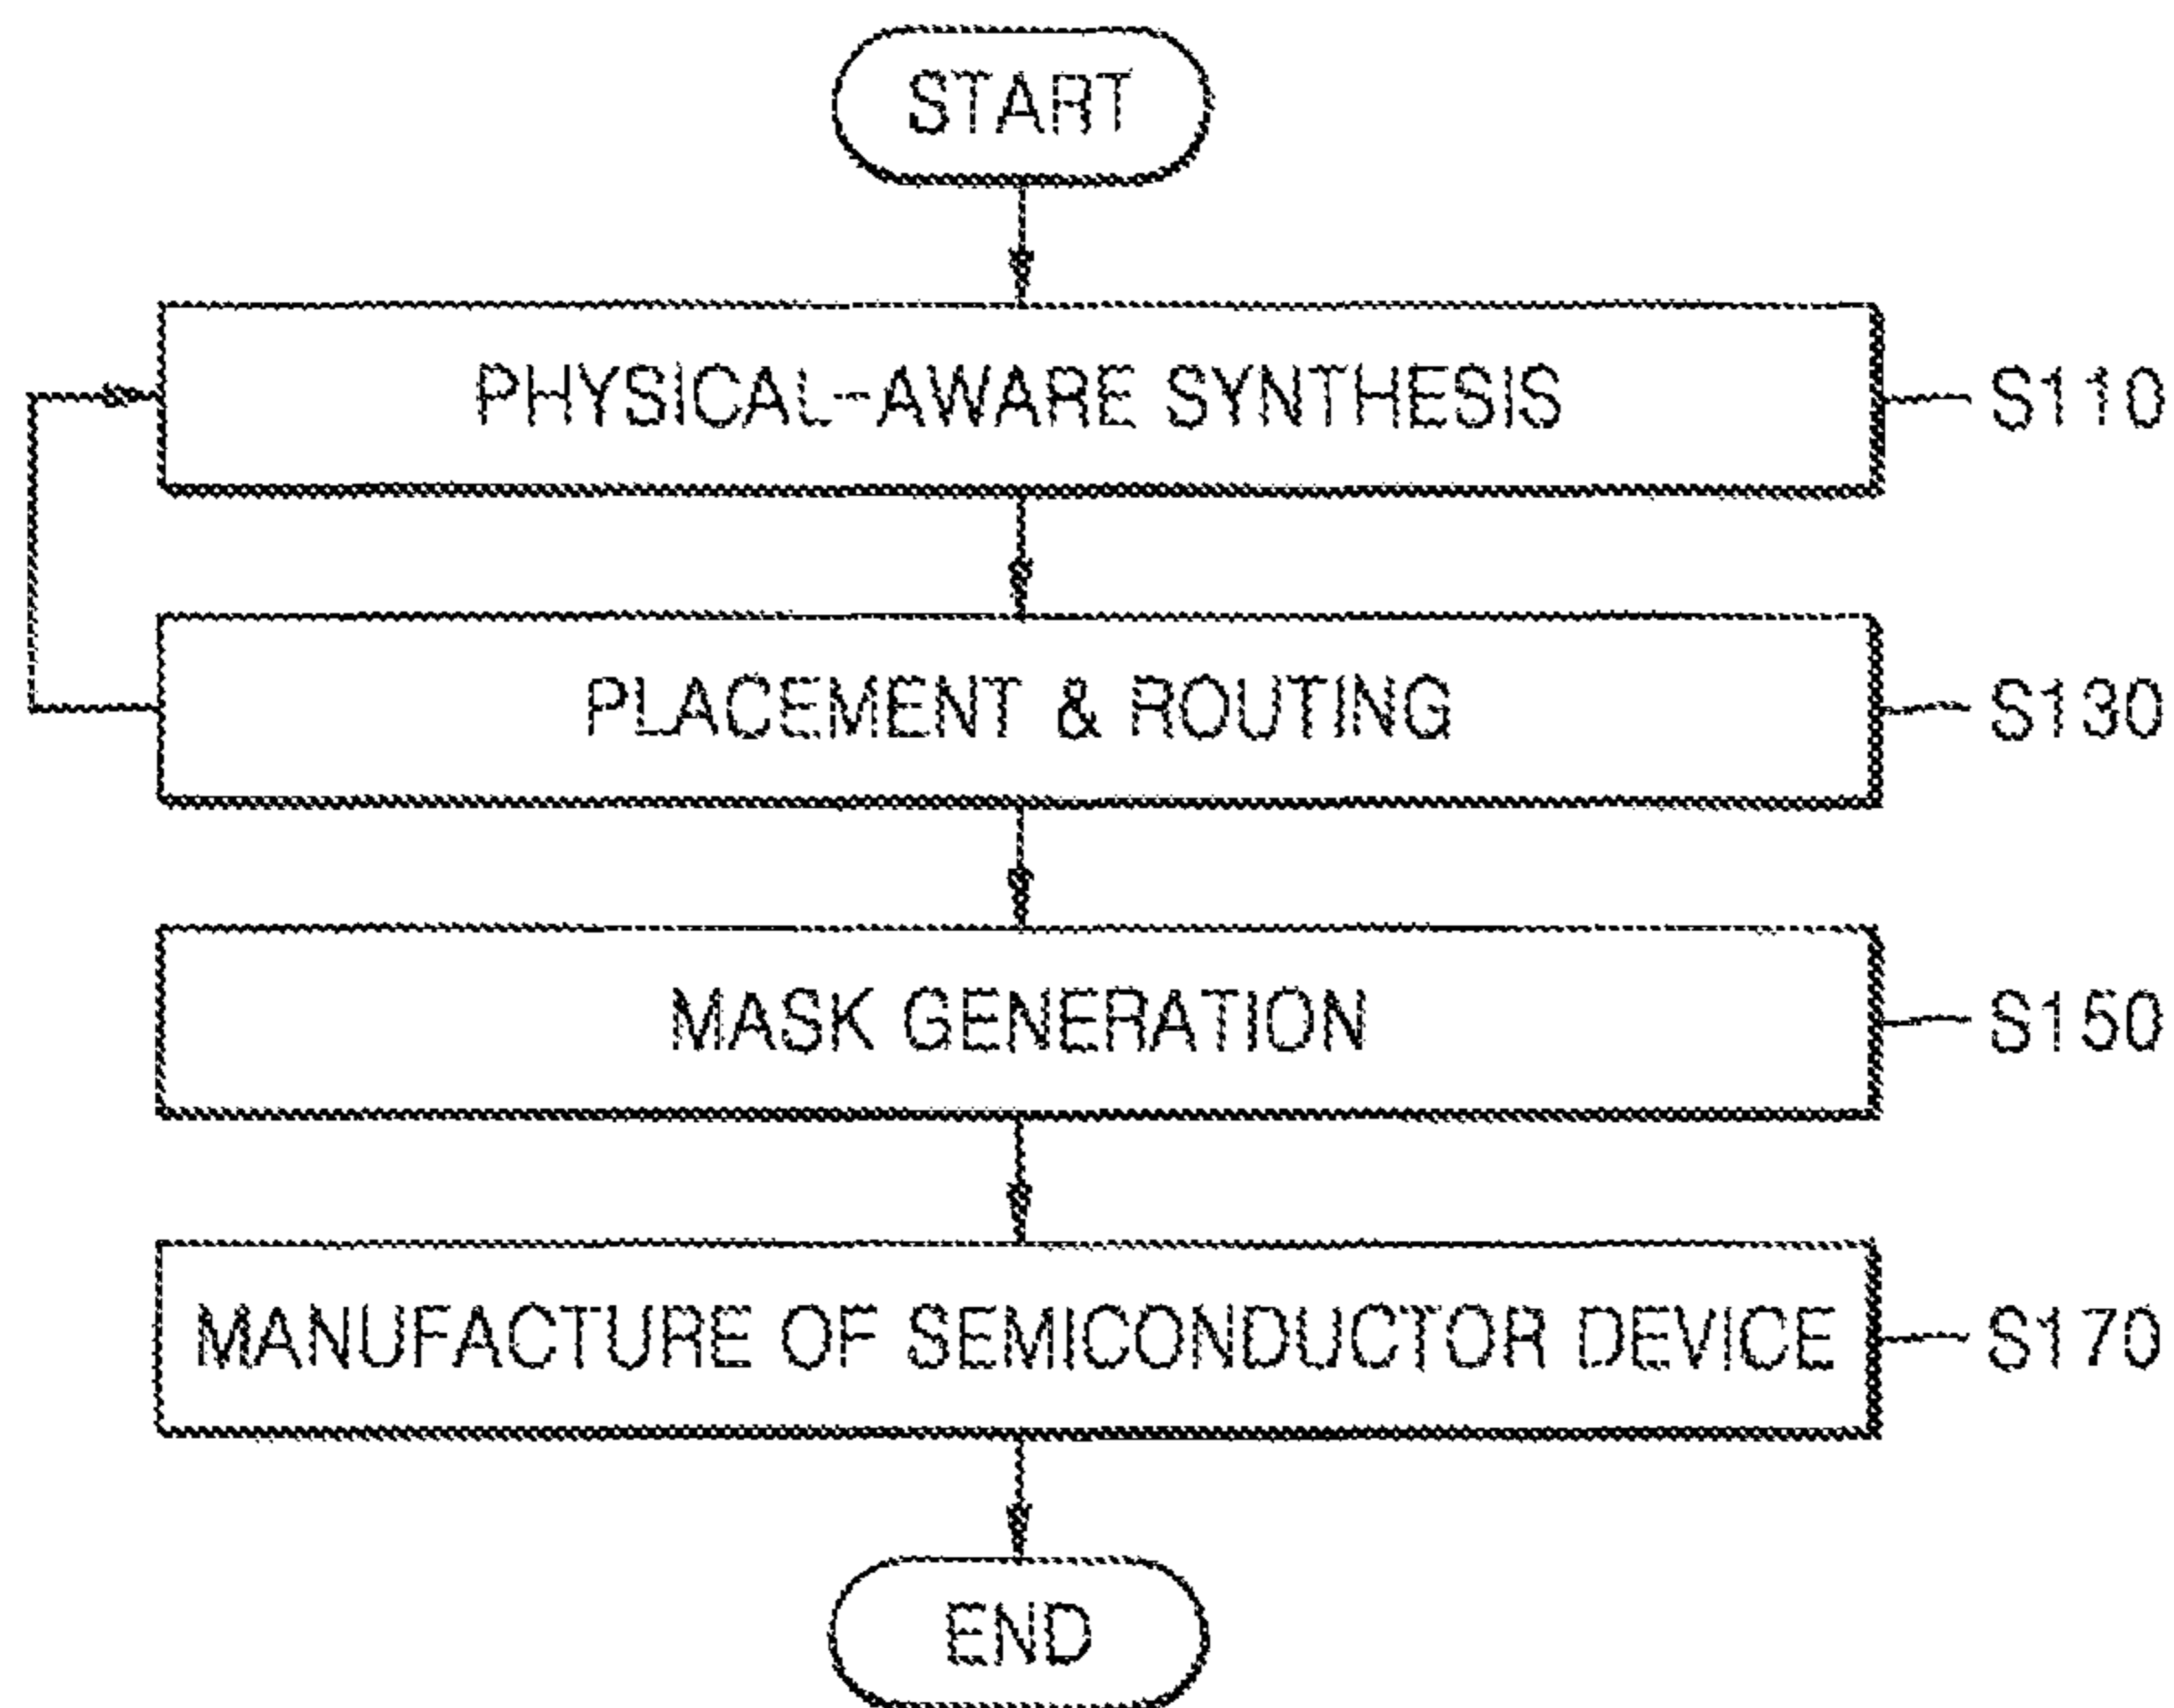 START
PHYSICAL-AWARE SYNTHESIS S110
PLACEMENT & ROUTING S130
MASK GENERATION S150
MANUFACTURE OF SEMICONDUCTOR DEVICE S170
END